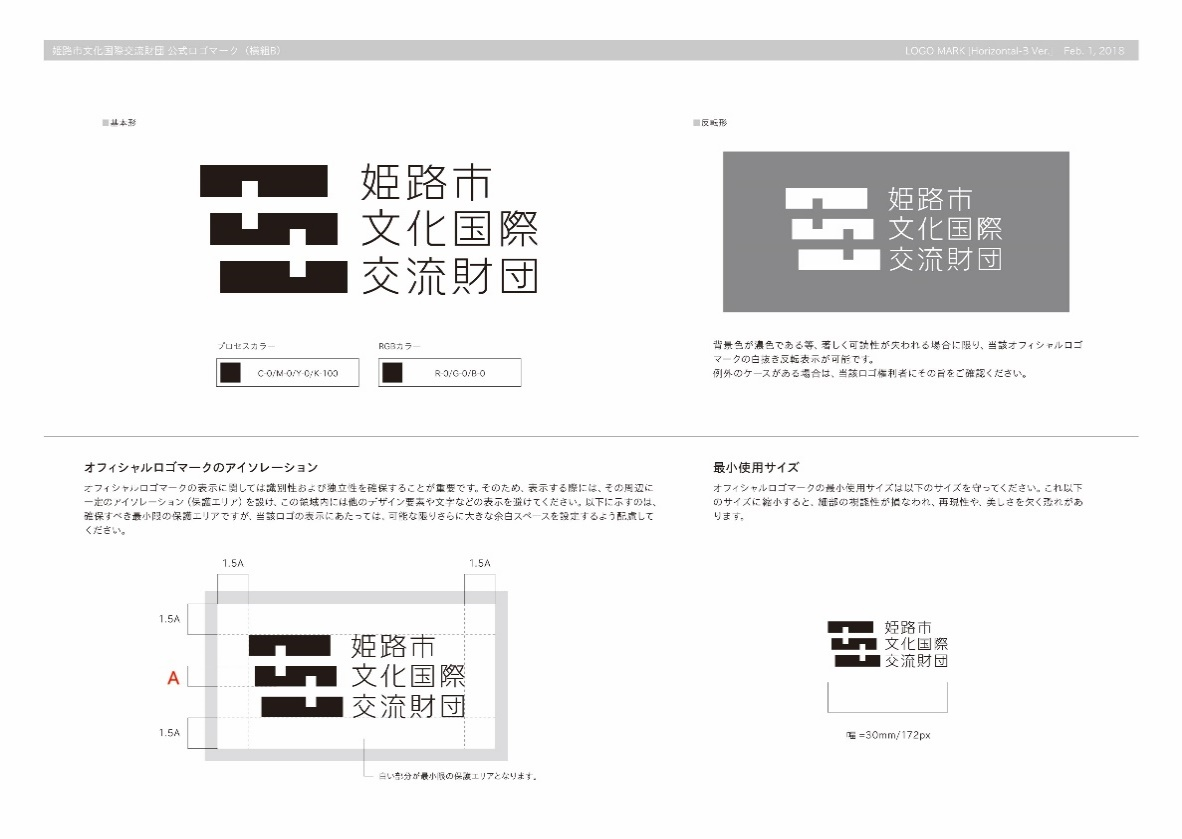 姫路市文化国際交流財団 公式ロゴマーク（横組B）
LOGO MARK [Horizontal-B Ver.] Feb. 1, 2018
■基本形
姫路市
文化国際
交流財団
プロセスカラー
C-0/M-0/Y-0/K-100
RGBカラー
R-0/G-0/B-0
■反転形
姫路市
文化国際
交流財団
背景色が濃色である等、著しく可読性が失われる場合に限り、当該オフィシャルロゴ
マークの白抜き反転表示が可能です。
例外のケースがある場合は、当該ロゴ権利者にその旨をご確認ください。
オフィシャルロゴマークのアイソレーション
オフィシャルロゴマークの表示に関しては識別性および独立性を確保することが重要です。そのため、表示する際には、その周辺に
一定のアイソレーション（保護エリア）を設け、この領域内には他のデザイン要素や文字などの表示を避けてください。以下に示すのは、
確保すべき最小限の保護エリアですが、当該ロゴの表示にあたっては、可能な限りさらに大きな余白スペースを設定するよう配慮して
ください。
1.5A
1.5A
1.5A
A
1.5A
姫路市
文化国際
交流財団
白い部分が最小限の保護エリアとなります。
最小使用サイズ
オフィシャルロゴマークの最小使用サイズは以下のサイズを守ってください。これ以下
のサイズに縮小すると、細部の視認性が損なわれ、再現性や、美しさを欠く恐れがあ
ります。
姫路市
文化国際
交流財団
幅=30mm/172px